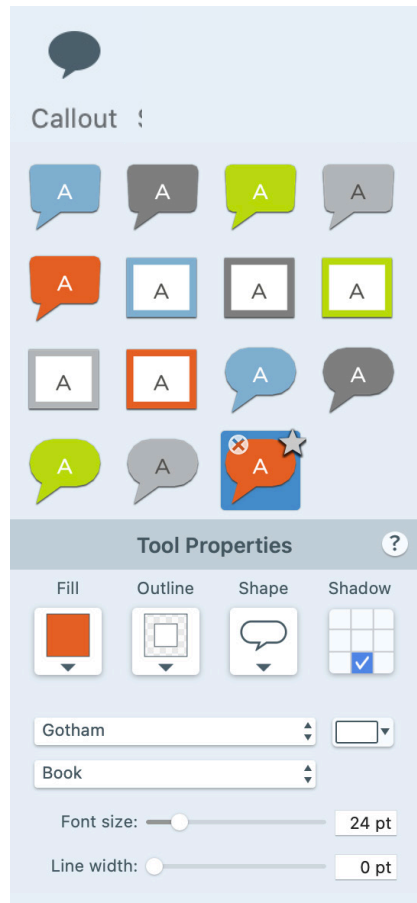 Callout
A A A A
A A A A
A A A A
A A A
Tool Properties ?
Fill Outline Shape Shadow
Gotham
Book
Font size: 24 pt
Line width: 0 pt